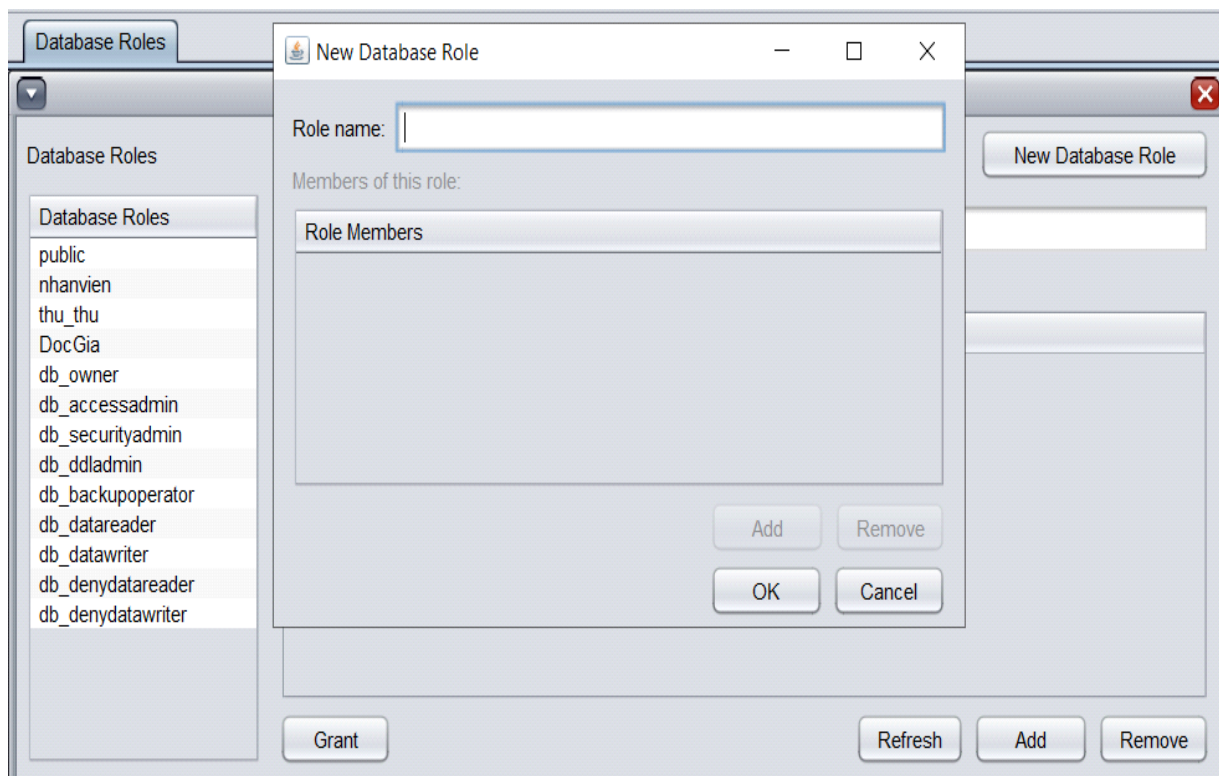 Database Roles
New Database Role
Role name:
Members of this role:
Role Members
Add Remove
OK Cancel
Database Roles
New Database Role
Database Roles
public
nhanvien
thu_thu
DocGia
db_owner
db_accessadmin
db_securityadmin
db_ddladmin
db_backupoperator
db_datareader
db_datawriter
db_denydatareader
db_denydatawriter
Grant Refresh Add Remove